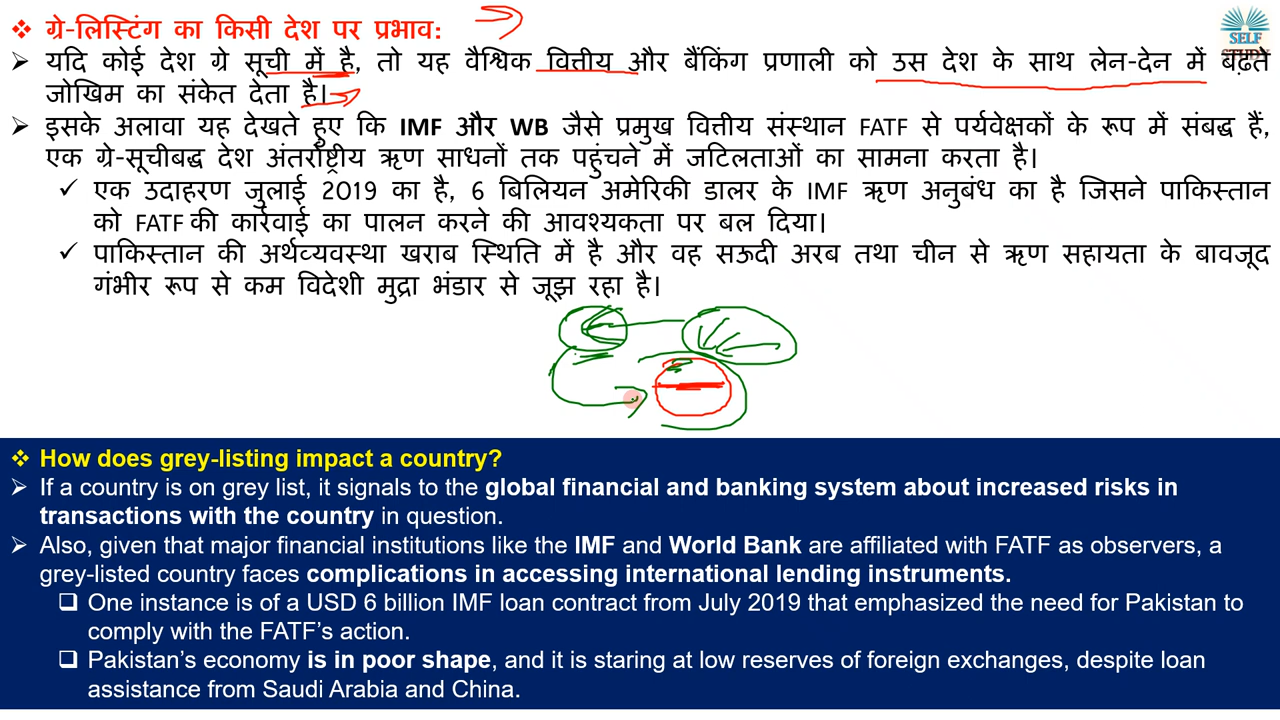 ❖ ग्रे-लिस्टिंग का किसी देश पर प्रभाव:
SELF
STUDY
➢ यदि कोई देश ग्रे सूची में है, तो यह वैश्विक वित्तीय और बैंकिंग प्रणाली को उस देश के साथ लेन-देन में बढ़ते
जोखिम का संकेत देता है।
➢ इसके अलावा यह देखते हुए कि IMF और WB जैसे प्रमुख वित्तीय संस्थान FATF से पर्यवेक्षकों के रूप में संबद्ध हैं,
एक ग्रे-सूचीबद्ध देश अंतर्राष्ट्रीय ऋण साधनों तक पहुंचने में जटिलताओं का सामना करता है।
✓ एक उदाहरण जुलाई 2019 का है, 6 बिलियन अमेरिकी डालर के IMF ऋण अनुबंध का है जिसने पाकिस्तान
को FATF की कार्रवाई का पालन करने की आवश्यकता पर बल दिया।
✓ पाकिस्तान की अर्थव्यवस्था खराब स्थिति में है और वह सऊदी अरब तथा चीन से ऋण सहायता के बावजूद
गंभीर रूप से कम विदेशी मुद्रा भंडार से जूझ रहा है।
❖ How does grey-listing impact a country?
➢ If a country is on grey list, it signals to the global financial and banking system about increased risks in
transactions with the country in question.
➢ Also, given that major financial institutions like the IMF and World Bank are affiliated with FATF as observers, a
grey-listed country faces complications in accessing international lending instruments.
❑ One instance is of a USD 6 billion IMF loan contract from July 2019 that emphasized the need for Pakistan to
comply with the FATF's action.
❑ Pakistan's economy is in poor shape, and it is staring at low reserves of foreign exchanges, despite loan
assistance from Saudi Arabia and China.